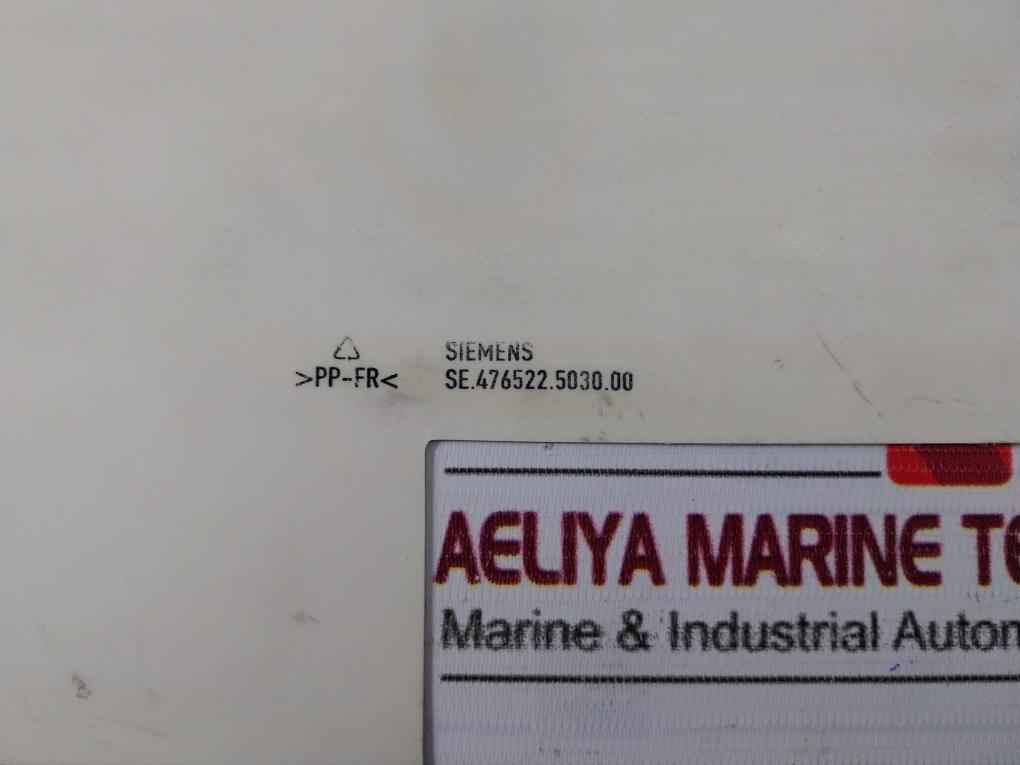 SIEMENS
>PP-FR< SE.476522.5030.00
AELIYA MARINE
Marine & Industrial